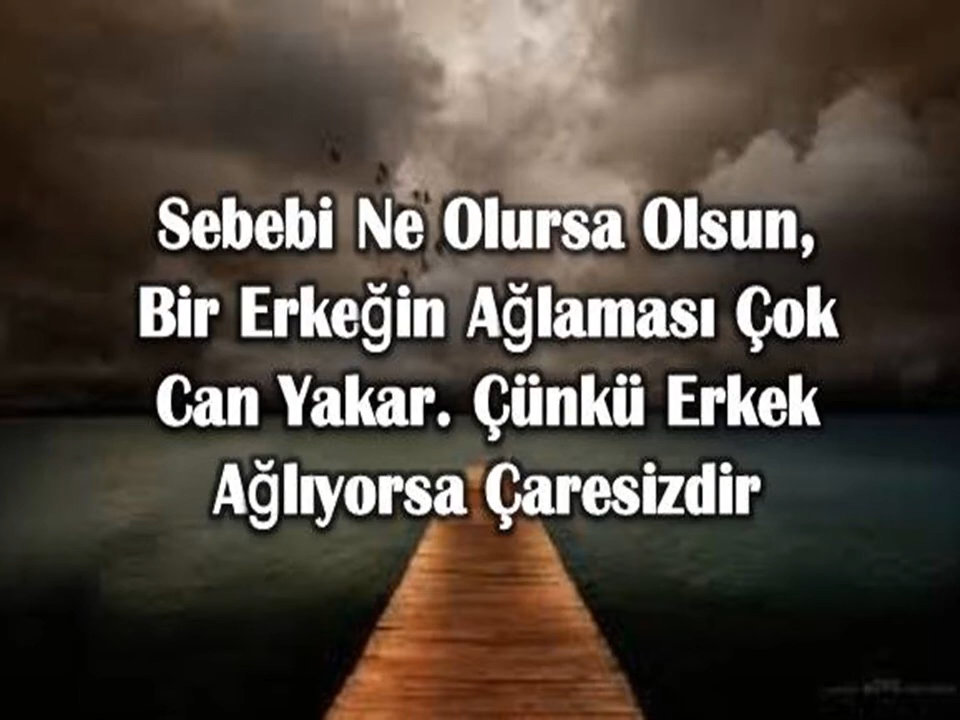 Sebebi Ne Olursa Olsun,
Bir Erkeğin Ağlaması Çok
Can Yakar. Çünkü Erkek
Ağlıyorsa Çaresizdir